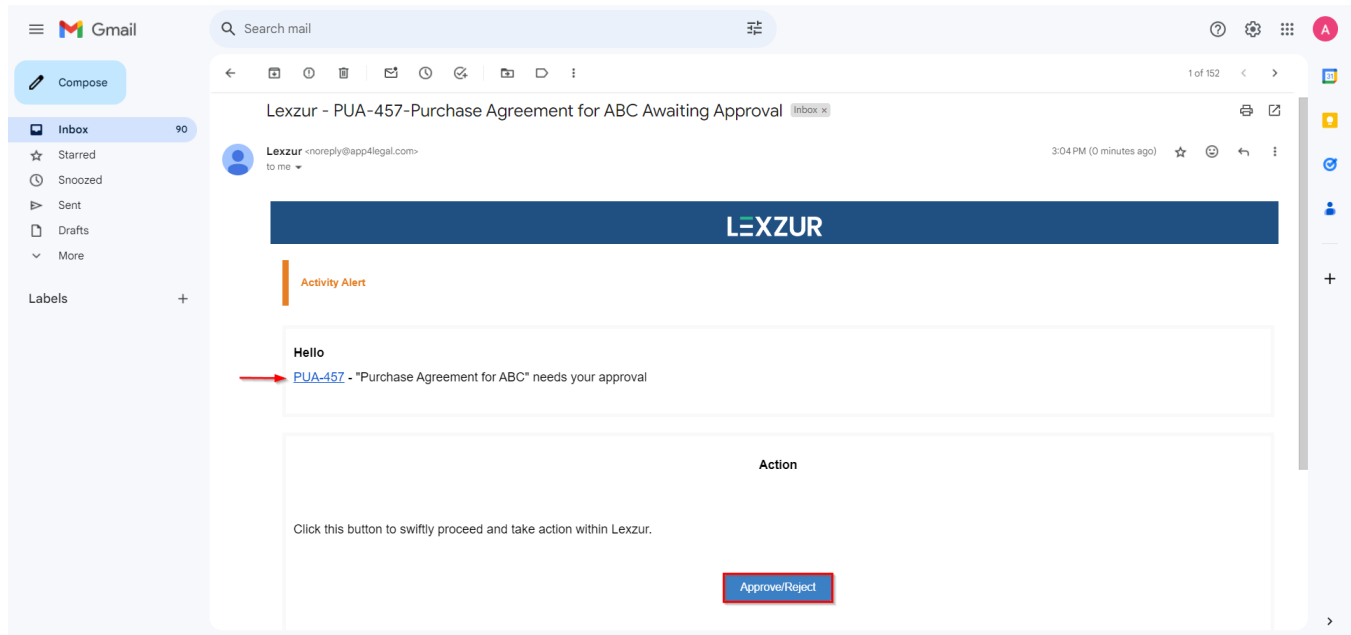 Gmail
Search mail
A
Compose
1 of 152
31
Lexzur - PUA-457-Purchase Agreement for ABC Awaiting Approval Inbox ×
Inbox 90
Starred
Snoozed
Sent
Drafts
More
Labels
Lexzur <noreply@app4legal.com> 3:04 PM (0 minutes ago)
to me
LEXZUR
Activity Alert
Hello
PUA-457 - "Purchase Agreement for ABC" needs your approval
Action
Click this button to swiftly proceed and take action within Lexzur.
Approve/Reject